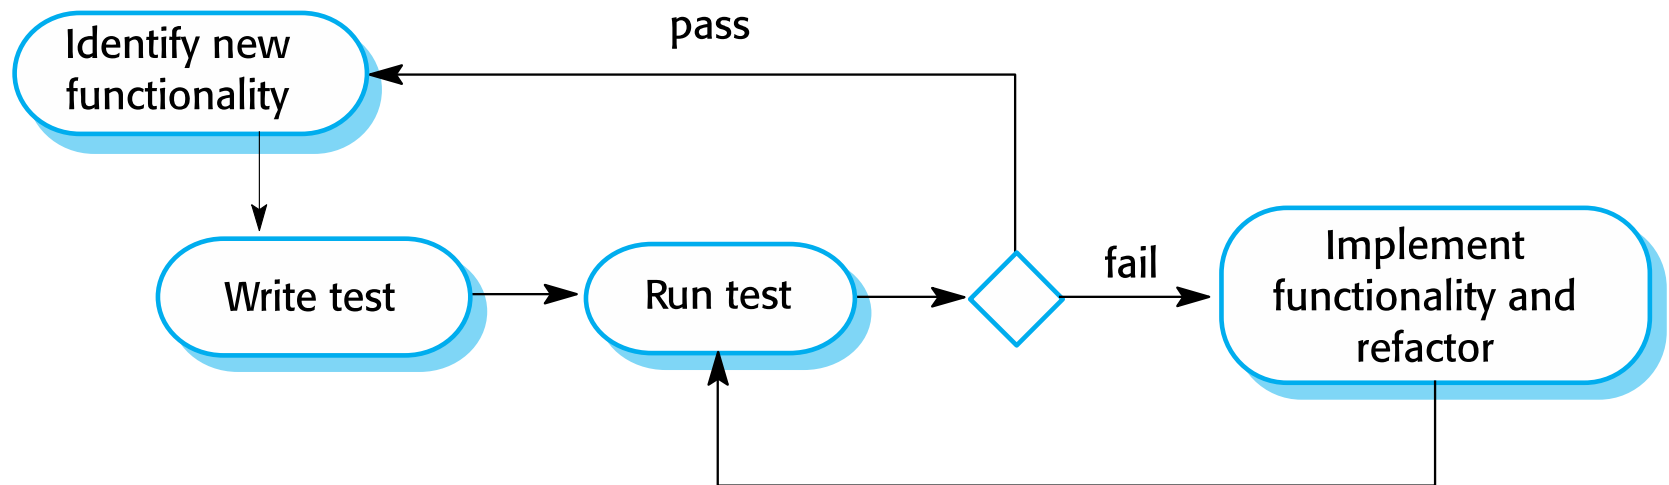 Identify new
functionality
pass
Write test
Run test
fail
Implement
functionality and
refactor